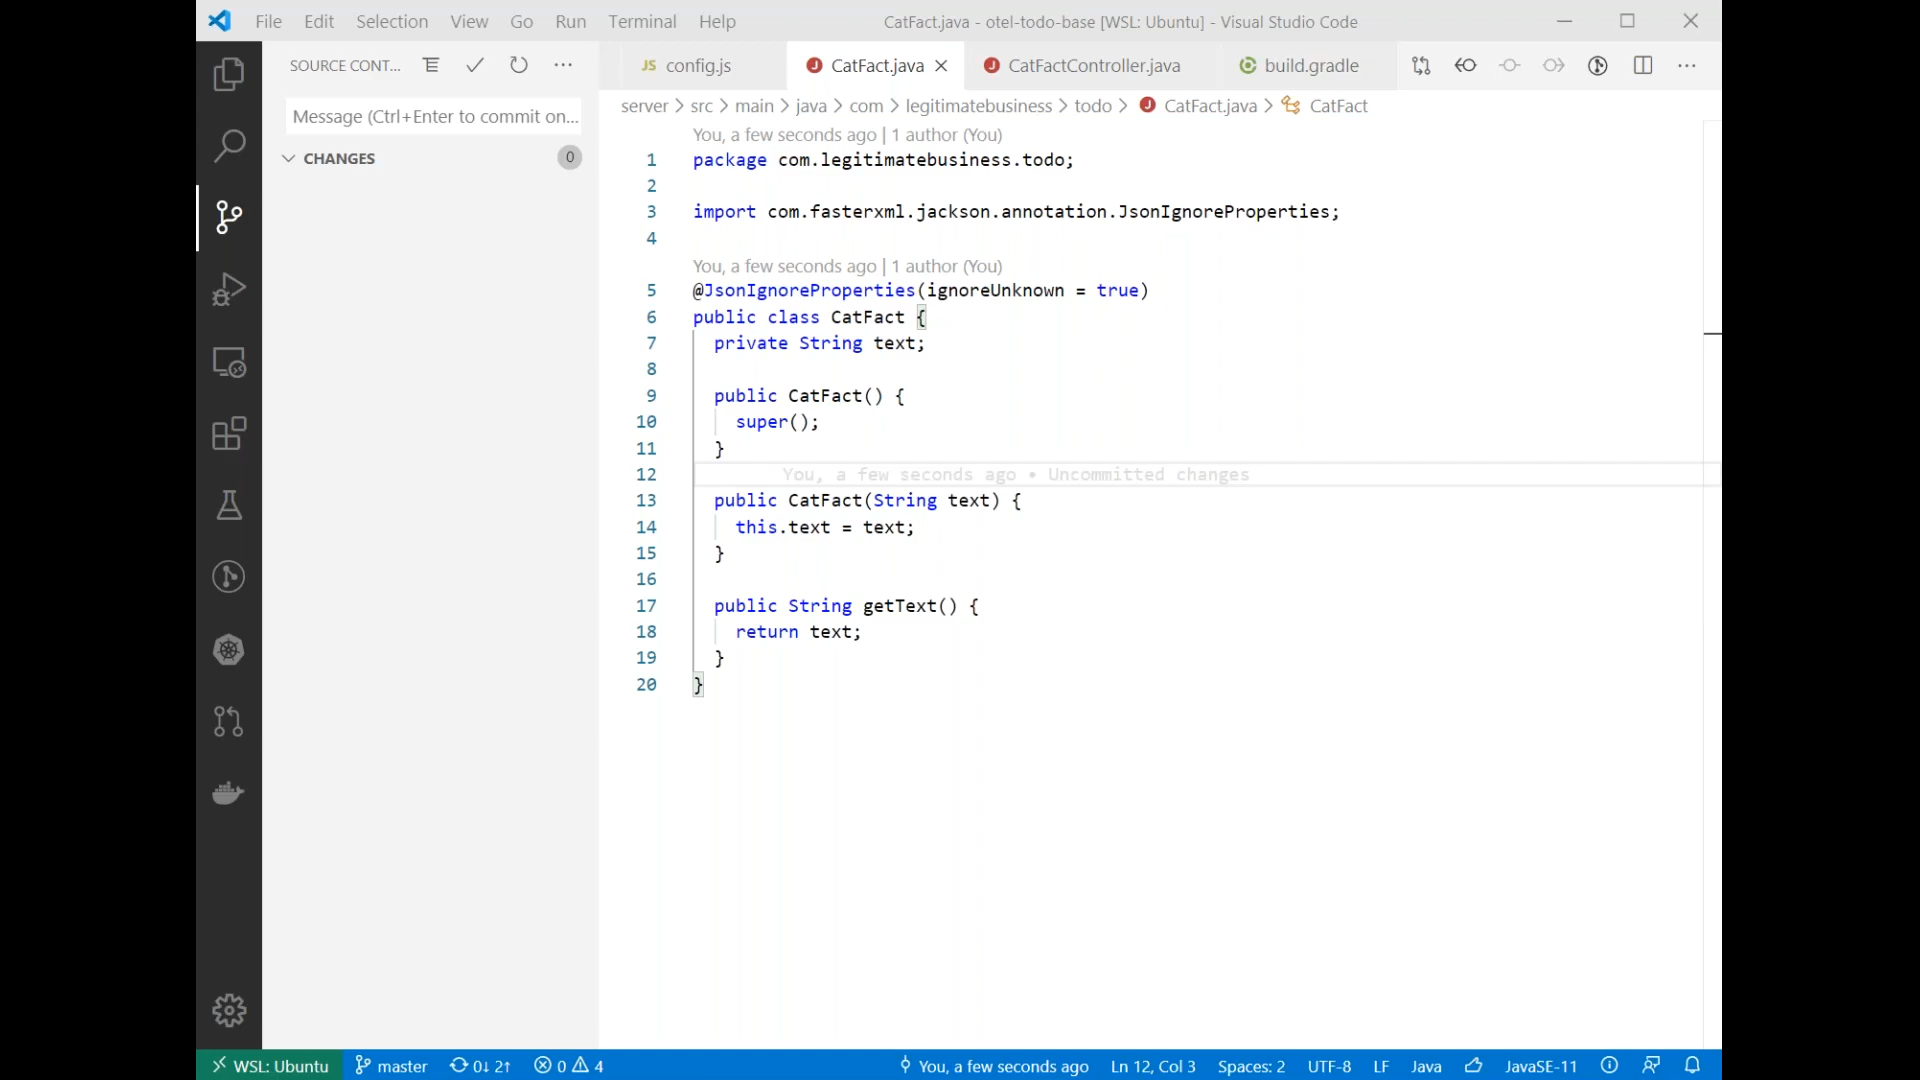 File Edit Selection View Go Run Terminal Help CatFact.java - otel-todo-base [WSL: Ubuntu] - Visual Studio Code
SOURCE CONT...
JS config.js CatFact.java CatFactController.java build.gradle
server > src > main > java > com > legitimatebusiness > todo > CatFact.java > CatFact
Message (Ctrl+Enter to commit on...
CHANGES 0
You, a few seconds ago | 1 author (You)
1 package com.legitimatebusiness.todo;
2
3 import com.fasterxml.jackson.annotation.JsonIgnoreProperties;
4
You, a few seconds ago | 1 author (You)
5 @JsonIgnoreProperties(ignoreUnknown = true)
6 public class CatFact {
7 private String text;
8
9 public CatFact() {
10 super();
11 }
12 You, a few seconds ago • Uncommitted changes
13 public CatFact(String text) {
14 this.text = text;
15 }
16
17 public String getText() {
18 return text;
19 }
20 }
WSL: Ubuntu master 0↓ 2↑ 0 4 You, a few seconds ago Ln 12, Col 3 Spaces: 2 UTF-8 LF Java JavaSE-11